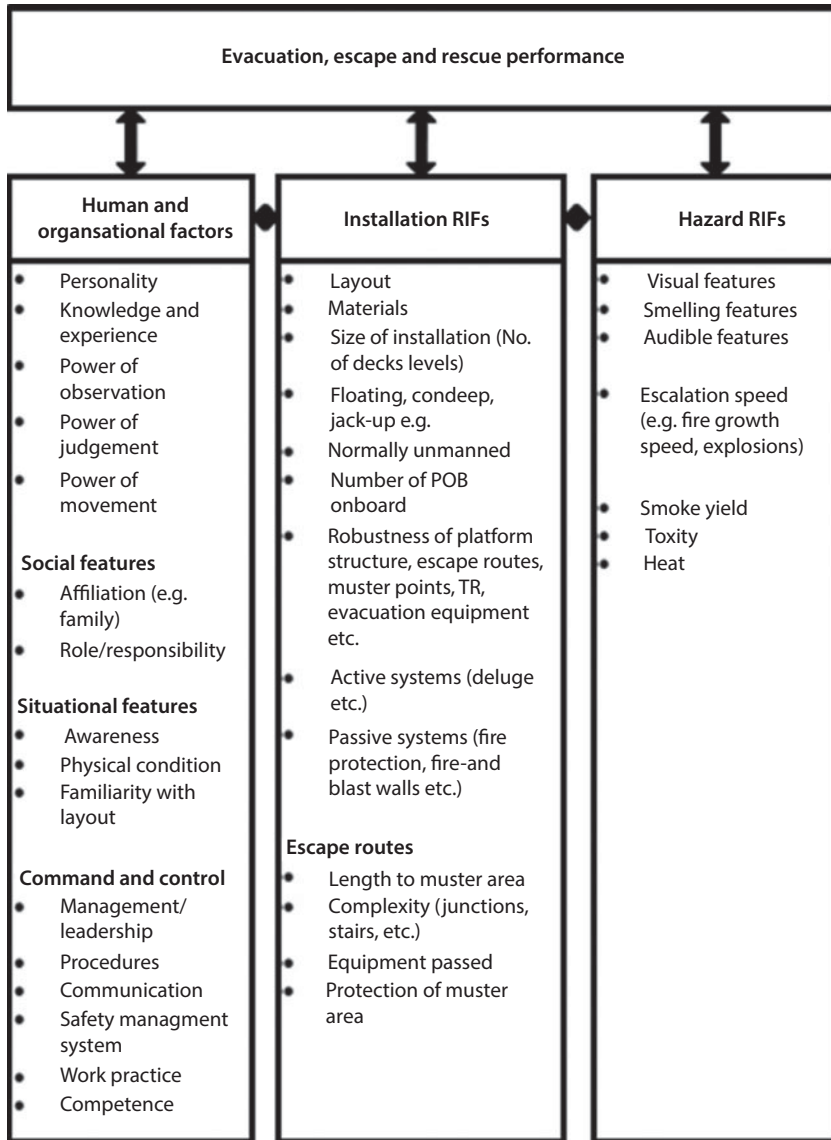 Evacuation, escape and rescue performance
Human and
organsational factors
• Personality
• Knowledge and
experience
• Power of
observation
• Power of
judgement
• Power of
movement
Social features
• Affiliation (e.g.
family)
• Role/responsibility
Situational features
• Awareness
• Physical condition
• Familiarity with
layout
Command and control
• Management/
leadership
• Procedures
• Communication
• Safety managment
system
• Work practice
• Competence
Installation RIFs
• Layout
• Materials
• Size of installation (No.
of decks levels)
• Floating, condeep,
jack-up e.g.
• Normally unmanned
• Number of POB
onboard
• Robustness of platform
structure, escape routes,
muster points, TR,
evacuation equipment
etc.
• Active systems (deluge
etc.)
• Passive systems (fire
protection, fire-and
blast walls etc.)
Escape routes
• Length to muster area
• Complexity (junctions,
stairs, etc.)
• Equipment passed
• Protection of muster
area
Hazard RIFs
• Visual features
• Smelling features
• Audible features
• Escalation speed
(e.g. fire growth
speed, explosions)
• Smoke yield
• Toxity
• Heat